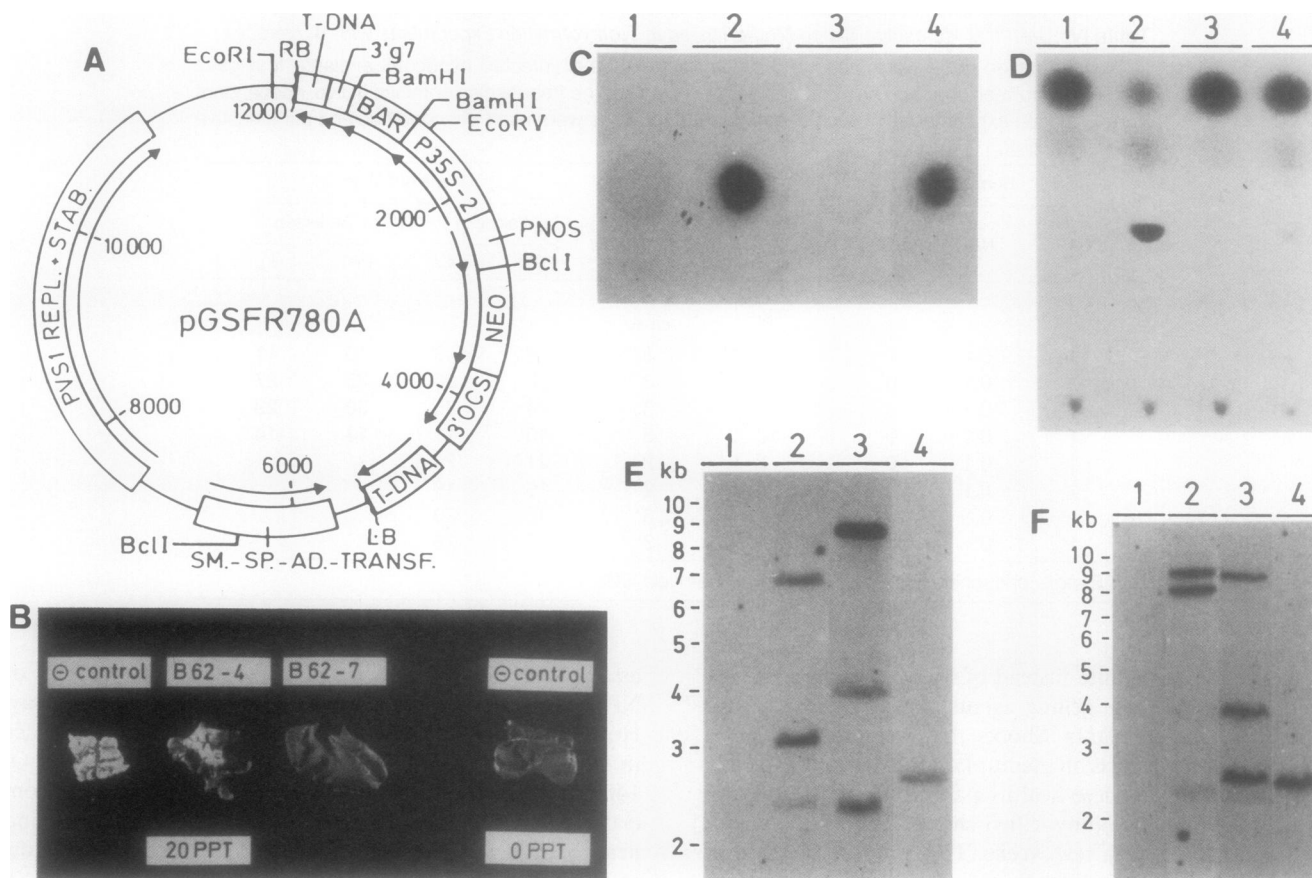 A
T-DNA
EcoRI
RB
3'g7
BamHI
12000
BAR
BamHI
EcoRV
P35S-2
2000
PNOS
BclI
NEO
4000
3'OCS
T-DNA
LB
6000
BclI
SM.-SP.-AD.-TRANSF.
8000
PVS1 REPL.+ STAB.
10000
pGSFR780A
B
⊖ control
B 62-4
B 62-7
⊖ control
20 PPT
0 PPT
C
1 2 3 4
D
1 2 3 4
E
kb
1 2 3 4
10
9
8
7
6
5
4
3
2
F
kb
1 2 3 4
10
9
8
7
6
5
4
3
2